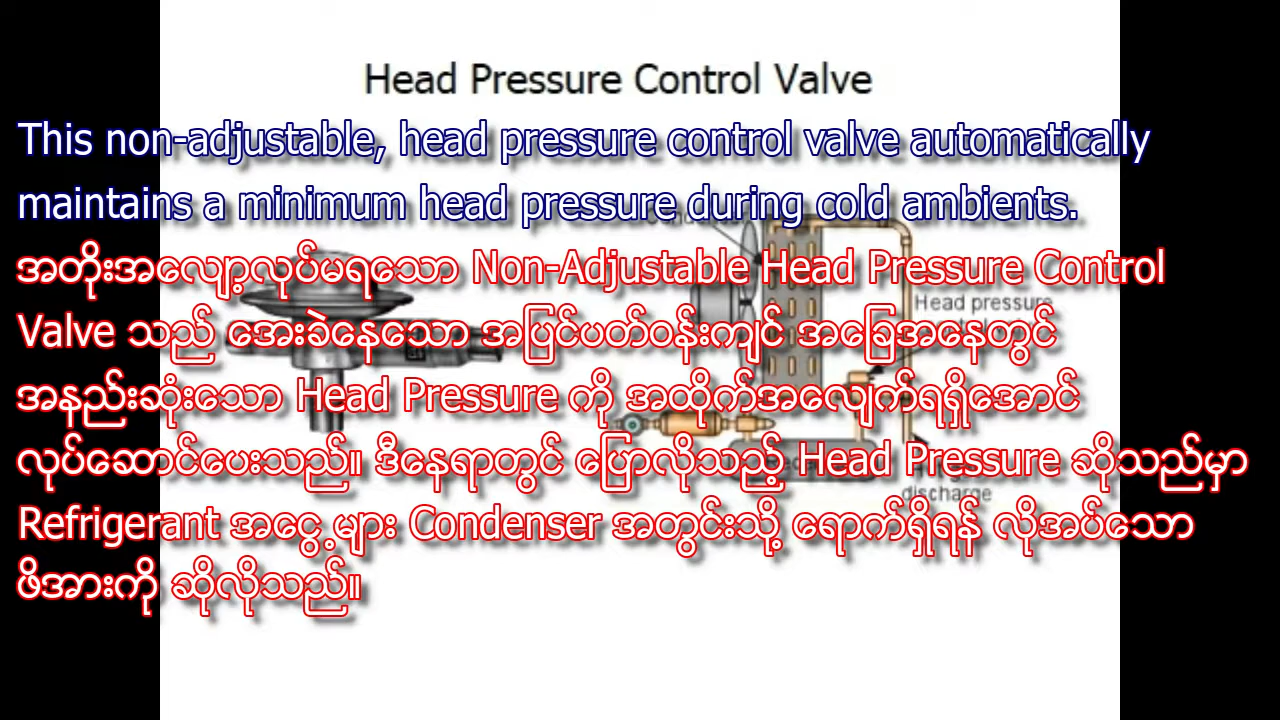 Head Pressure Control Valve
This non-adjustable, head pressure control valve automatically
maintains a minimum head pressure during cold ambients.
အတိုးအလျော့လုပ်မရသော Non-Adjustable Head Pressure Control
Head pressure
Valve သည် အေးခဲနေသော အပြင်ပတ်ဝန်းကျင် အခြေအနေတွင်
အနည်းဆုံးသော Head Pressure ကို အထိုက်အလျောက်ရရှိအောင်
လုပ်ဆောင်ပေးသည်။ ဒီနေရာတွင် ပြောလိုသည့် Head Pressure ဆိုသည်မှာ
discharge
Refrigerant အငွေ့များ Condenser အတွင်းသို့ ရောက်ရှိရန် လိုအပ်သော
ဖိအားကို ဆိုလိုသည်။